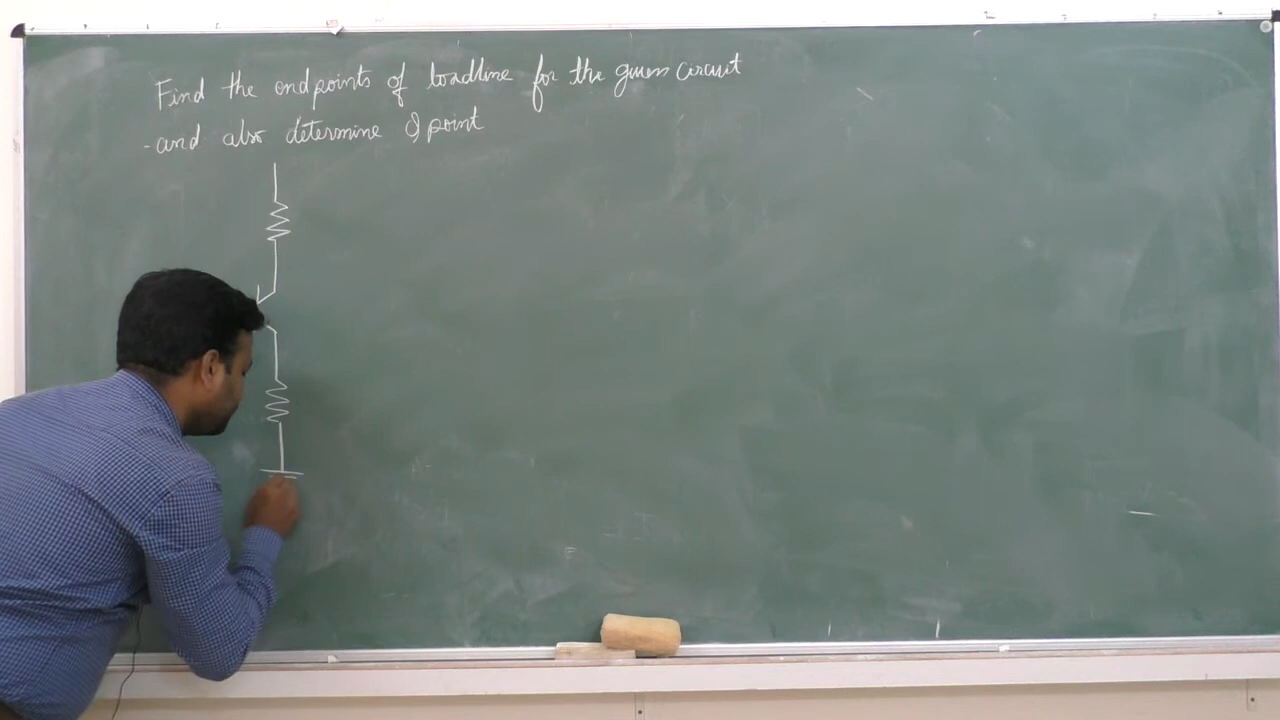 Find the endpoints of loadline for the given circuit
-and also determine Q point